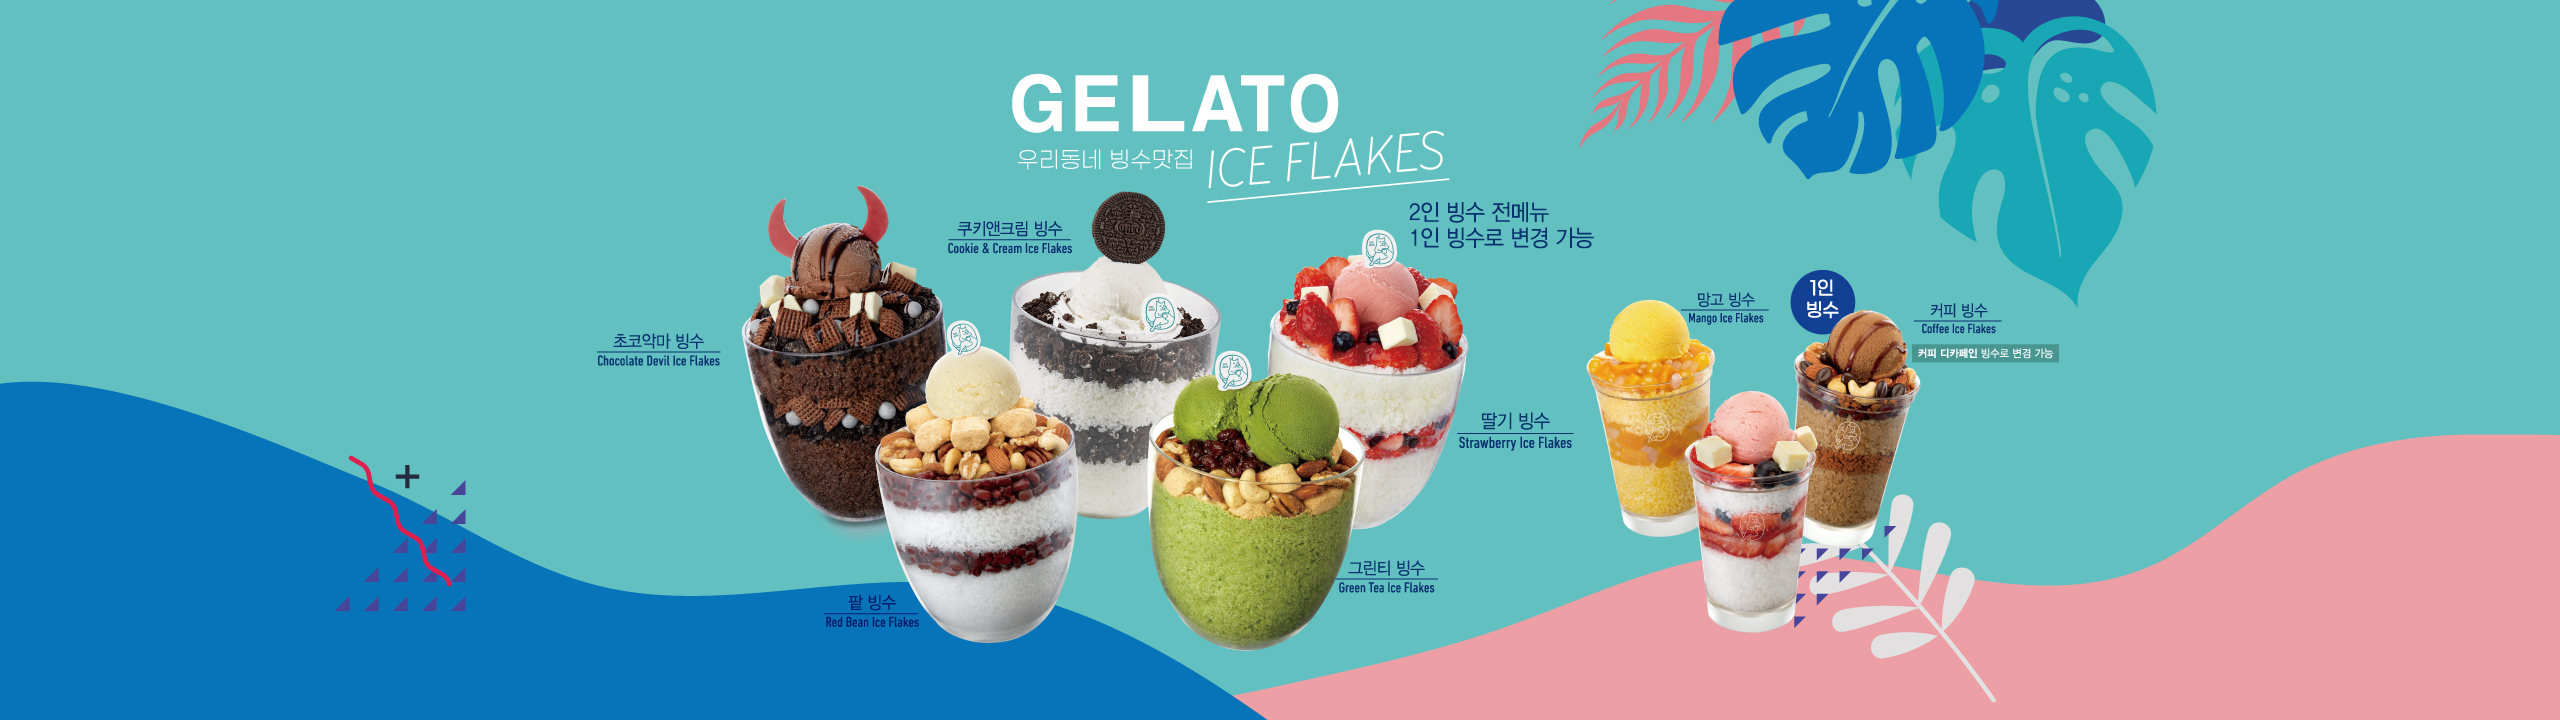 GELATO
우리동네 빙수맛집
ICE FLAKES
2인 빙수 전메뉴
1인 빙수로 변경 가능
쿠키앤크림 빙수
Cookie & Cream Ice Flakes
초코악마 빙수
Chocolate Devil Ice Flakes
딸기 빙수
Strawberry Ice Flakes
그린티 빙수
Green Tea Ice Flakes
팥 빙수
Red Bean Ice Flakes
망고 빙수
Mango Ice Flakes
1인
빙수
커피 빙수
Coffee Ice Flakes
커피 디카페인 빙수로 변경 가능
OREO